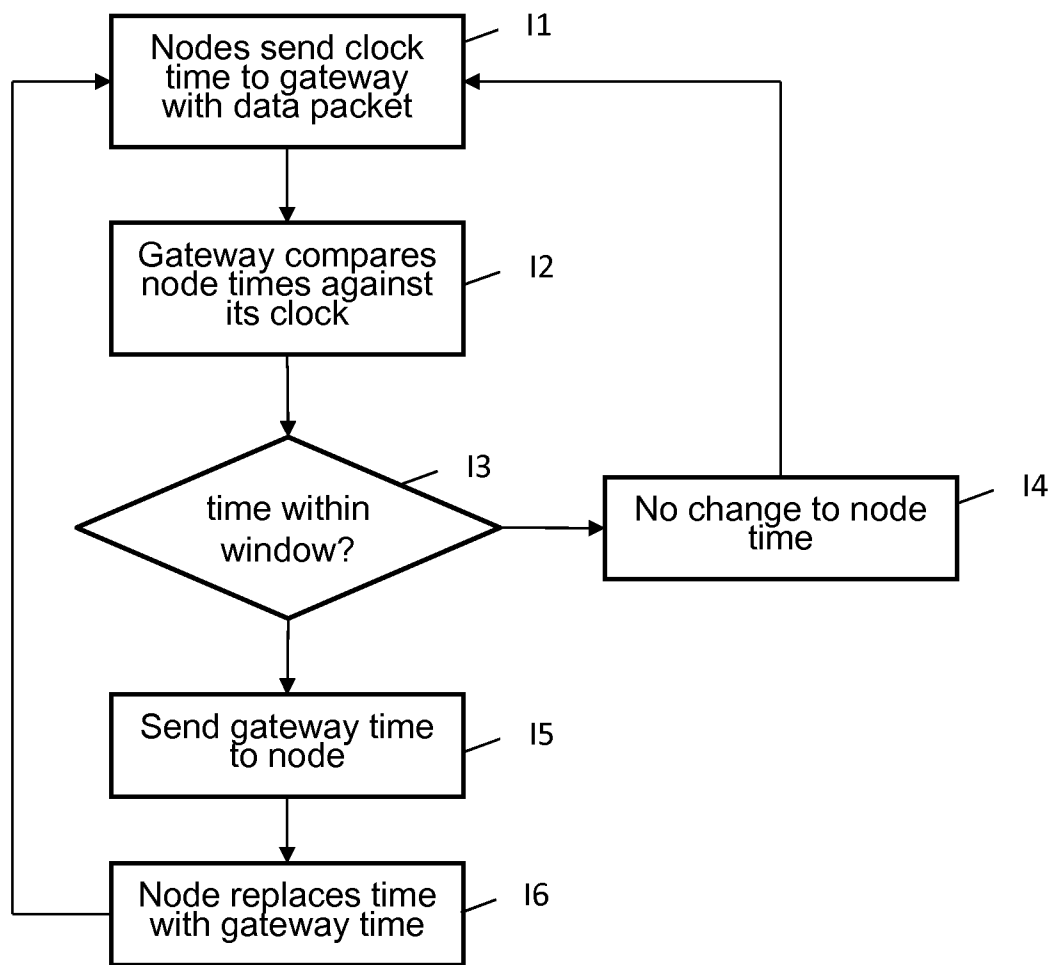 Nodes send clock
time to gateway
with data packet
I1
Gateway compares
node times against
its clock
I2
time within
window?
I3
No change to node
time
I4
Send gateway time
to node
I5
Node replaces time
with gateway time
I6